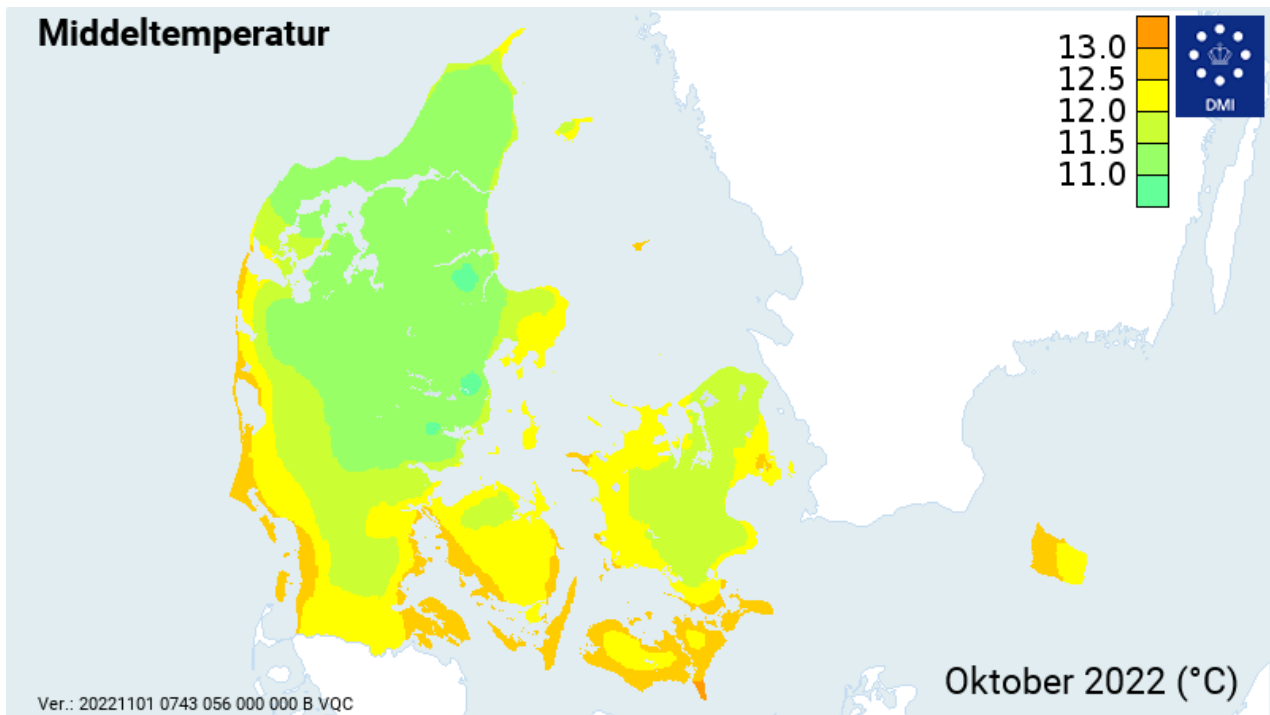 Middeltemperatur
13.0
12.5
12.0
11.5
11.0
DMI
Oktober 2022 (°C)
Ver.: 20221101 0743 056 000 000 B VQC